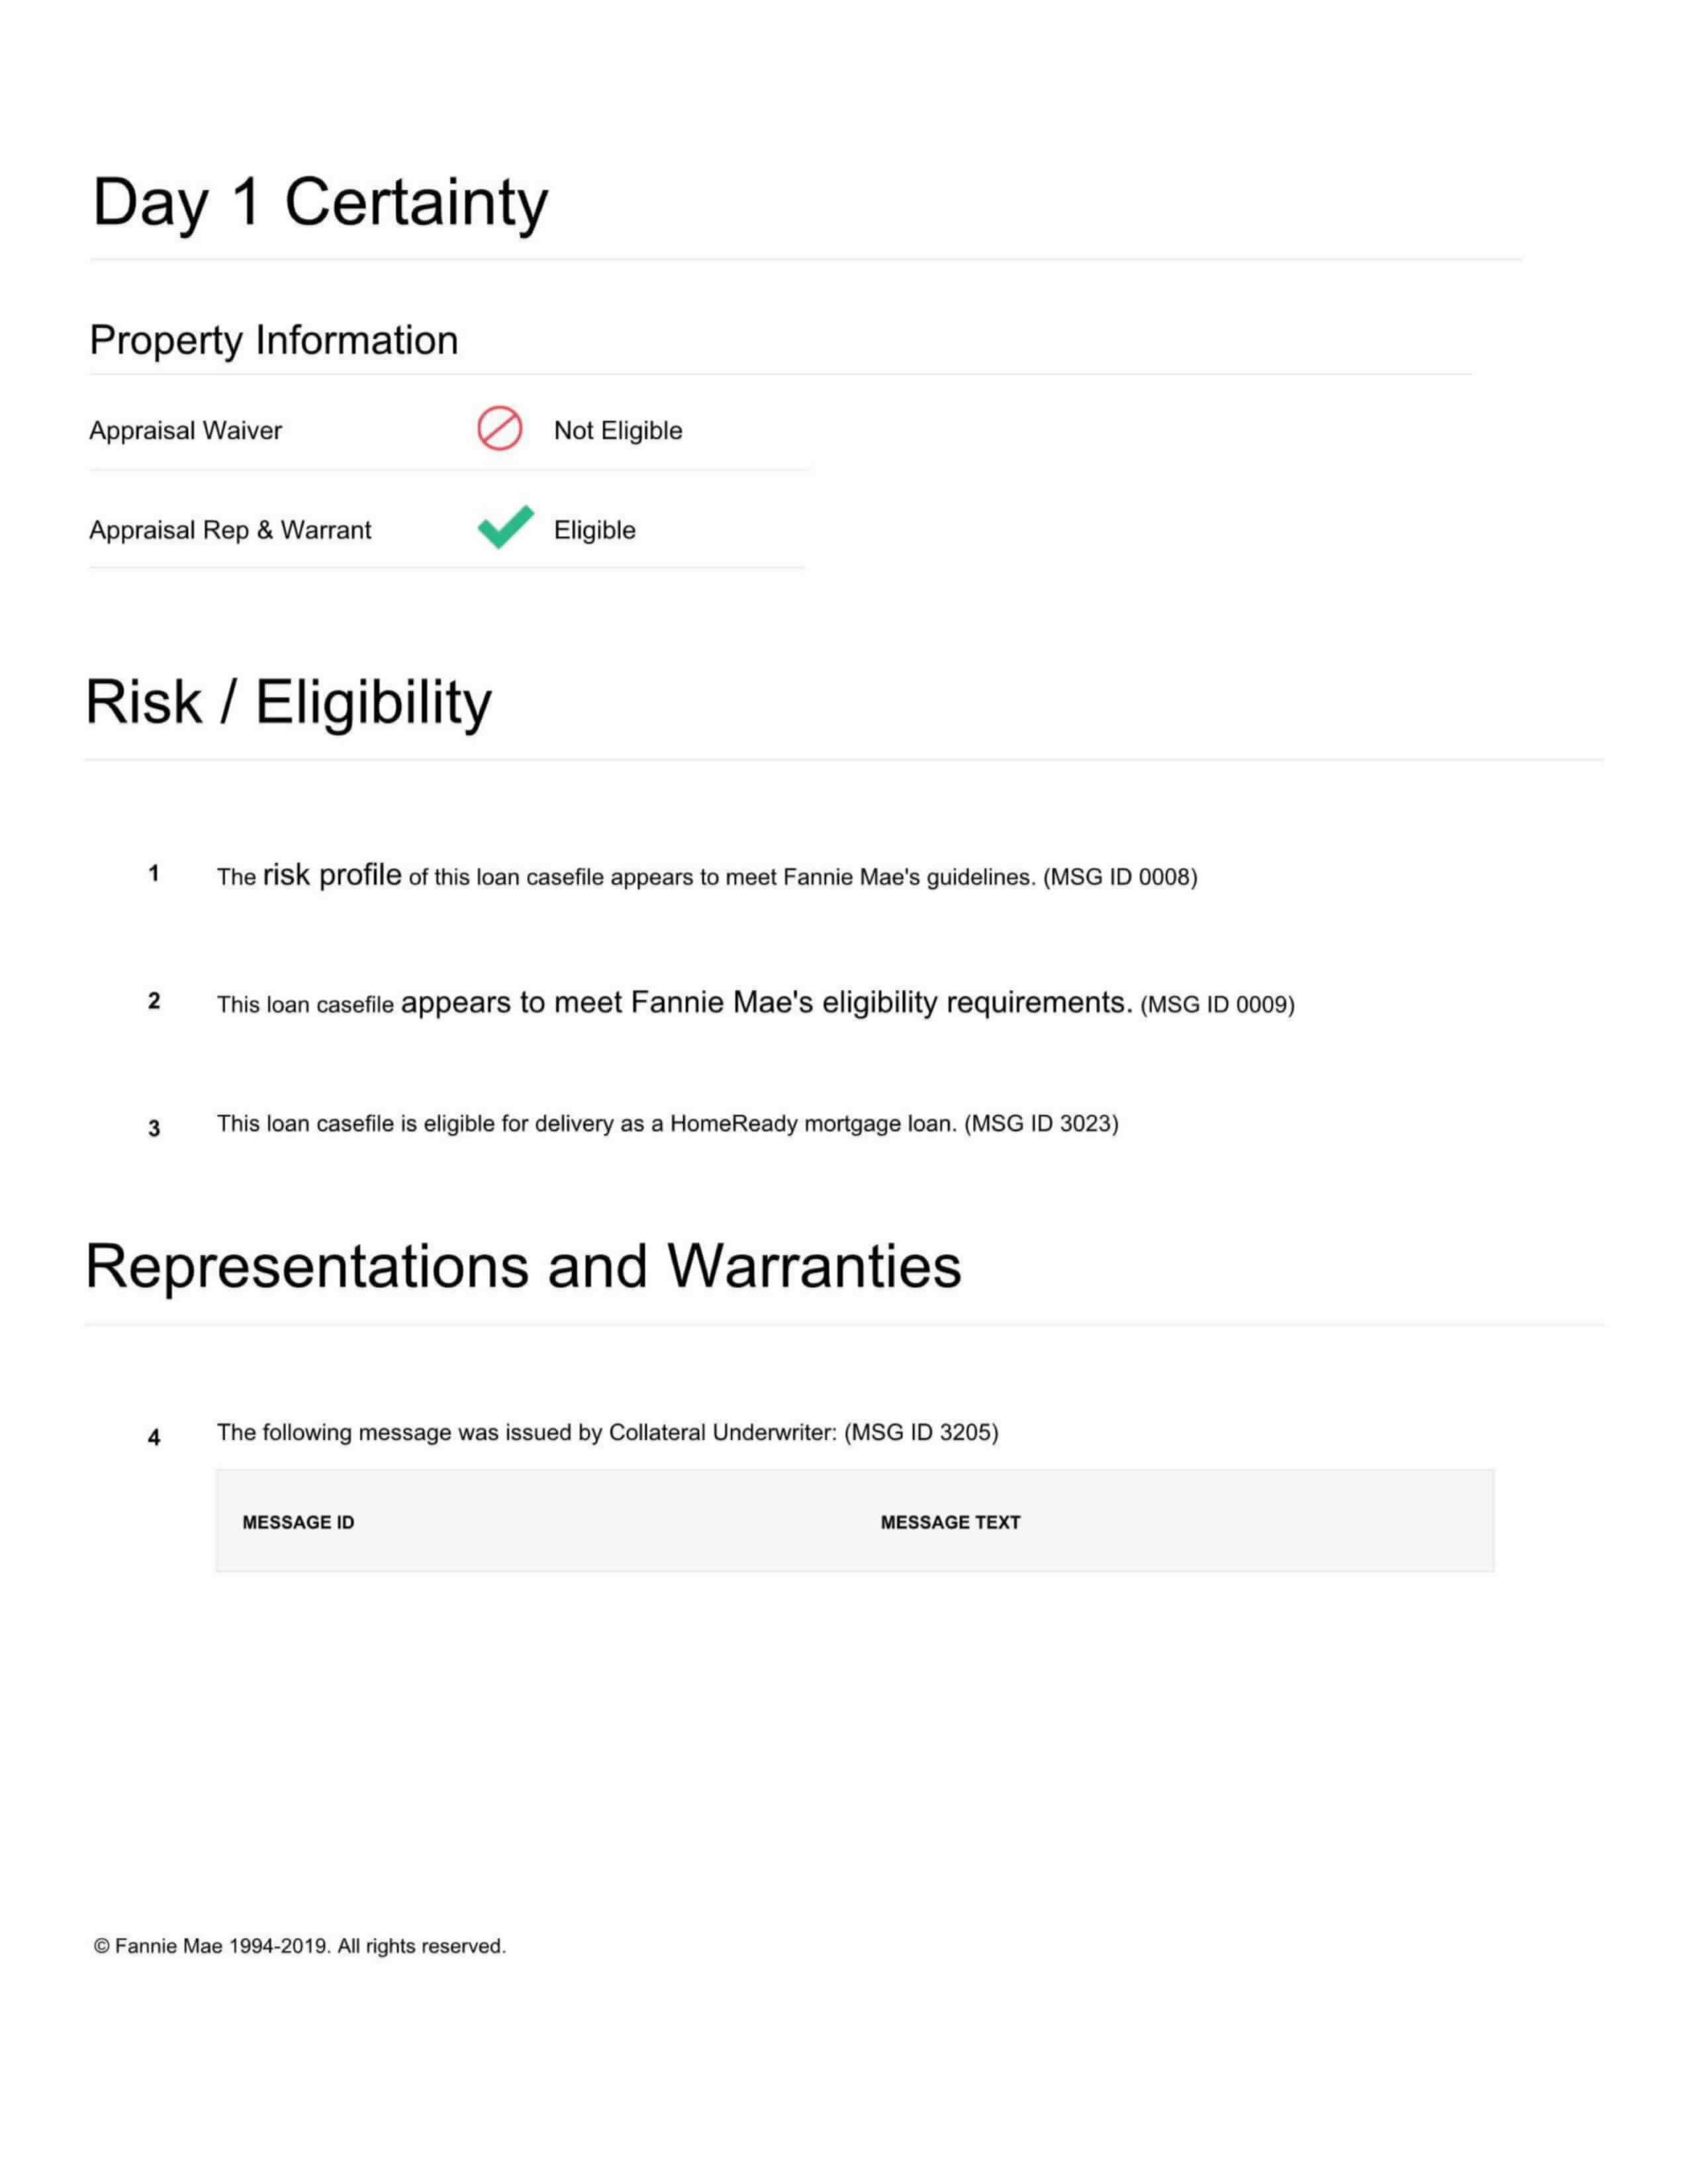 Day 1 Certainty
Property Information
Appraisal Waiver Not Eligible
Appraisal Rep & Warrant Eligible
Risk / Eligibility
1 The risk profile of this loan casefile appears to meet Fannie Mae's guidelines. (MSG ID 0008)
2 This loan casefile appears to meet Fannie Mae's eligibility requirements. (MSG ID 0009)
3 This loan casefile is eligible for delivery as a HomeReady mortgage loan. (MSG ID 3023)
Representations and Warranties
4 The following message was issued by Collateral Underwriter: (MSG ID 3205)
MESSAGE ID MESSAGE TEXT
© Fannie Mae 1994-2019. All rights reserved.